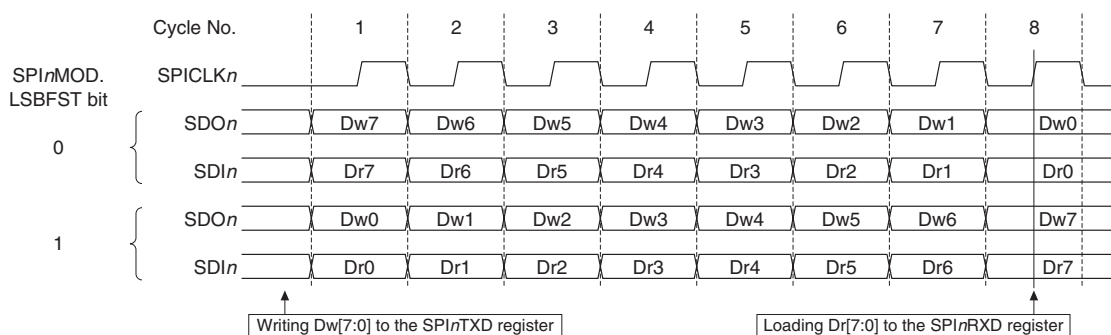 Cycle No. 1 2 3 4 5 6 7 8
SPInMOD.
LSBFST bit
SPICLKn
0
SDOn Dw7 Dw6 Dw5 Dw4 Dw3 Dw2 Dw1 Dw0
SDIn Dr7 Dr6 Dr5 Dr4 Dr3 Dr2 Dr1 Dr0
1
SDOn Dw0 Dw1 Dw2 Dw3 Dw4 Dw5 Dw6 Dw7
SDIn Dr0 Dr1 Dr2 Dr3 Dr4 Dr5 Dr6 Dr7
Writing Dw[7:0] to the SPInTXD register
Loading Dr[7:0] to the SPInRXD register